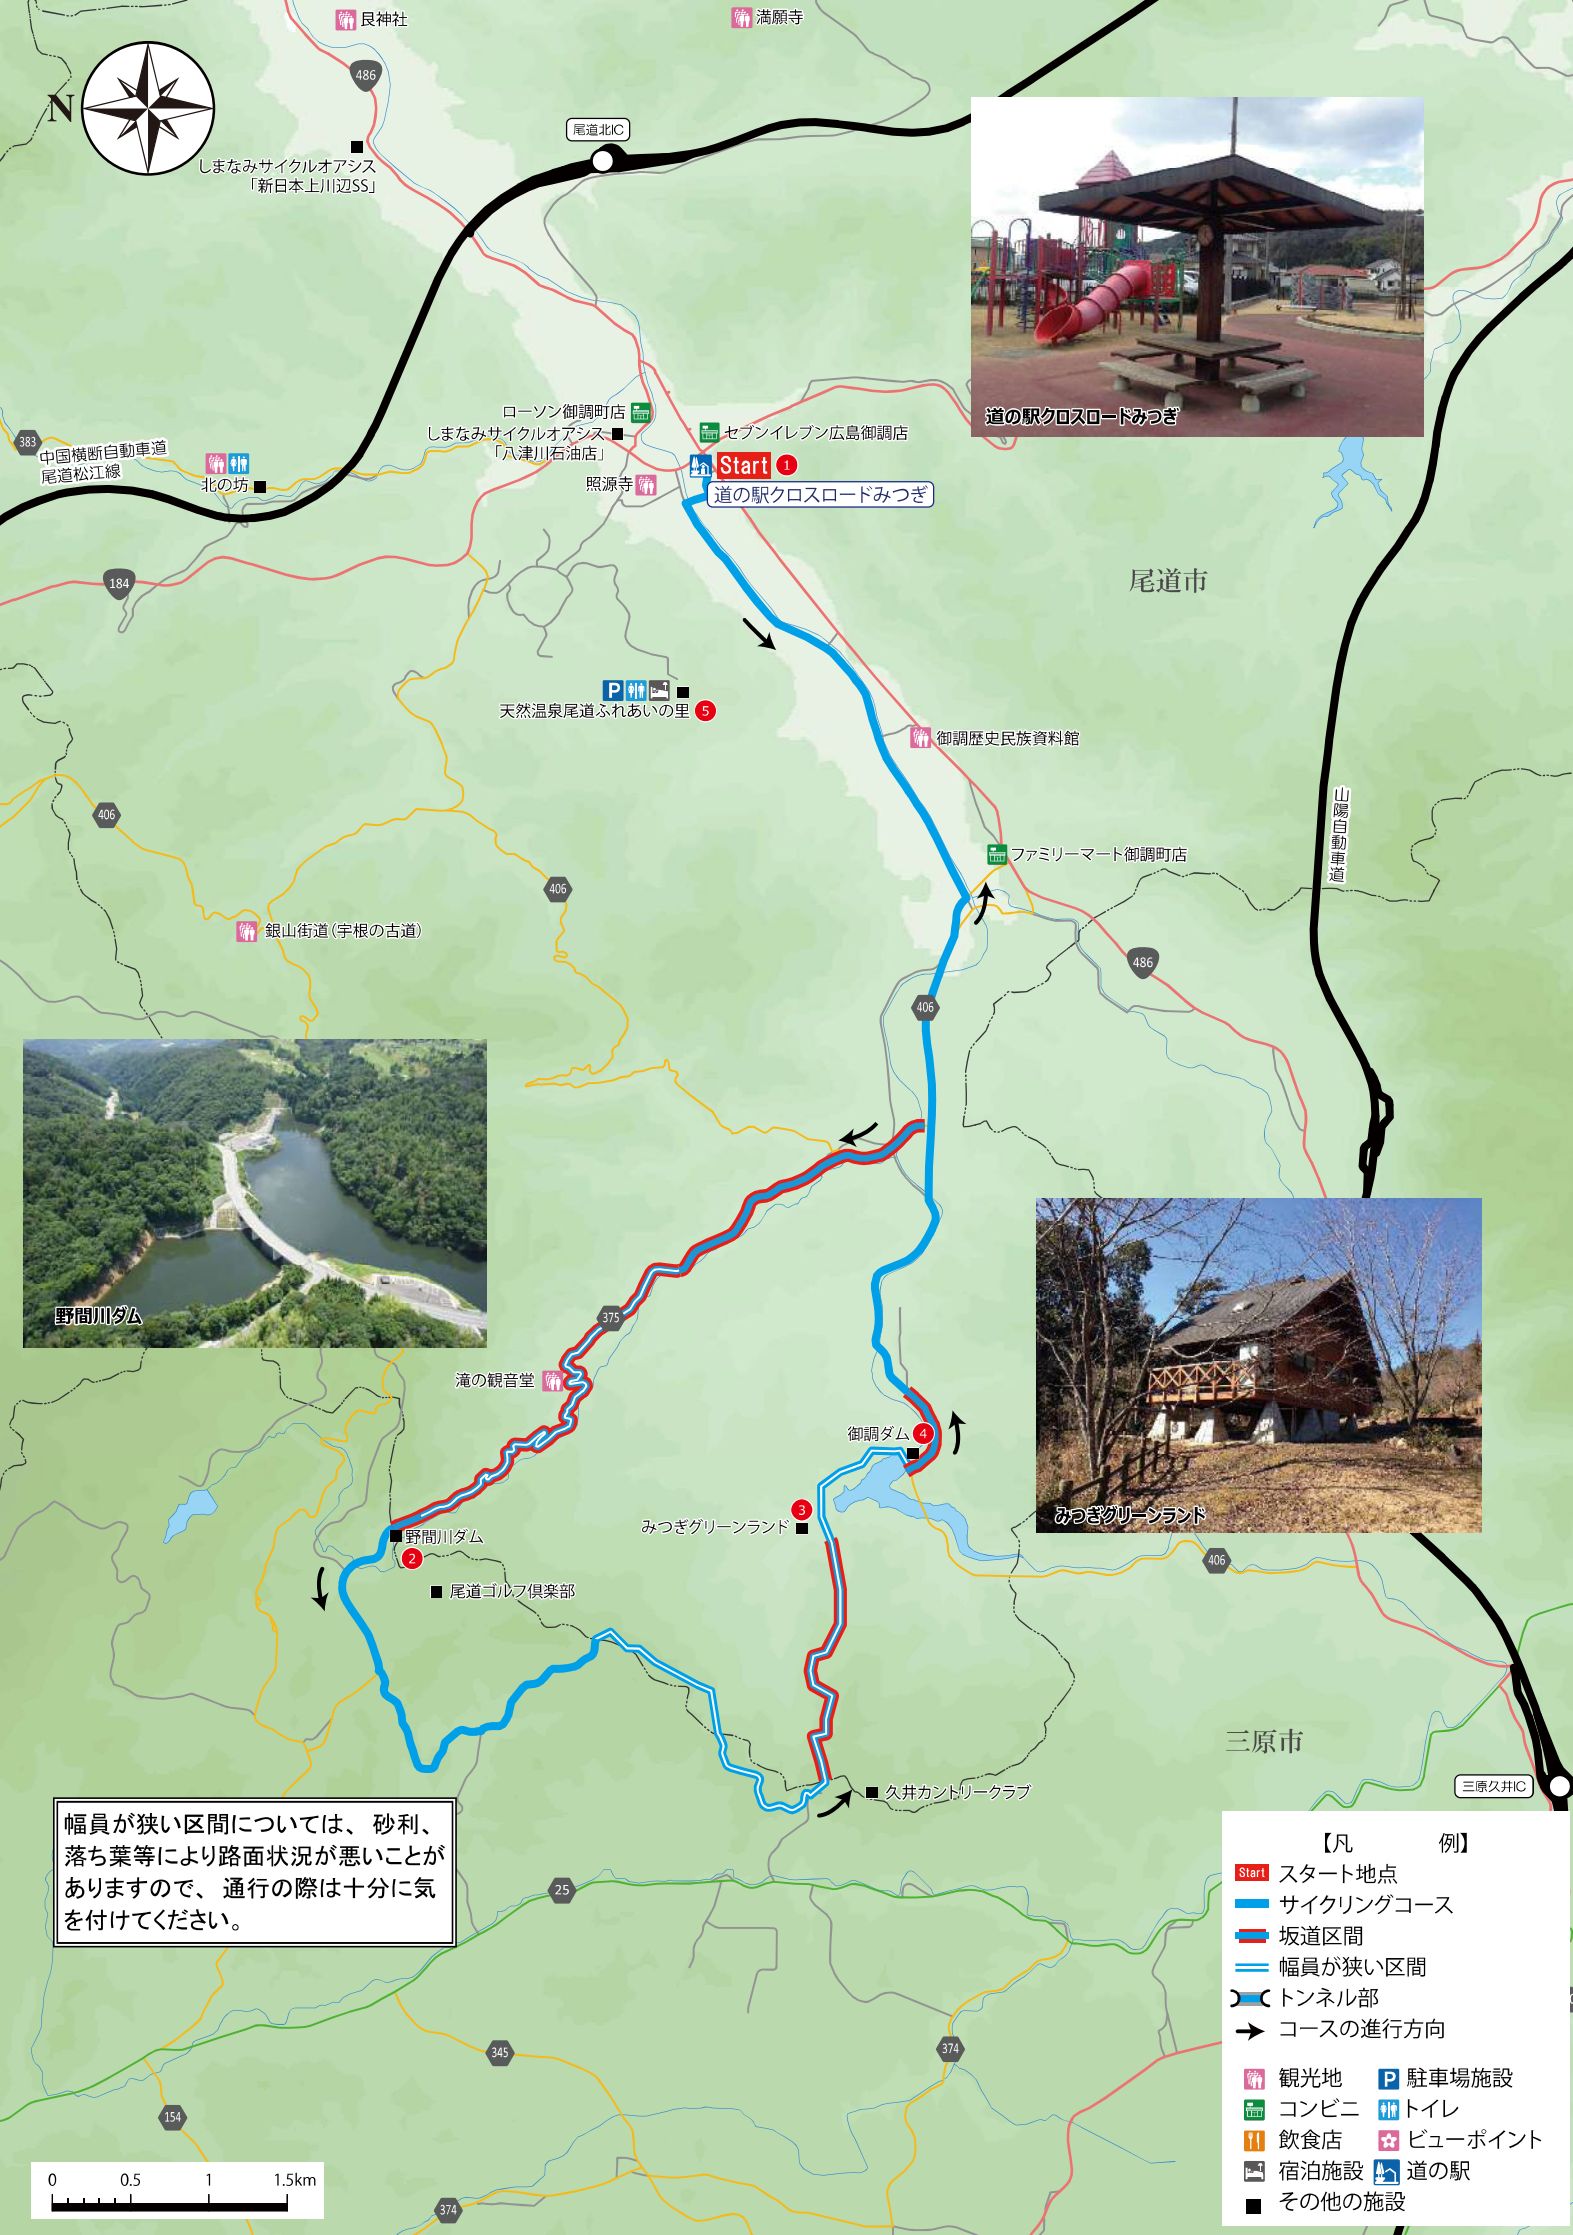 艮神社
満願寺
486
N
尾道北IC
しまなみサイクルオアシス
「新日本上川辺SS」
道の駅クロスロードみつぎ
ローソン御調町店
しまなみサイクルオアシス
「八津川石油店」
セブンイレブン広島御調店
Start 1
道の駅クロスロードみつぎ
照源寺
383
中国横断自動車道
尾道松江線
北の坊
184
尾道市
天然温泉尾道ふれあいの里 5
御調歴史民族資料館
山陽自動車道
406
ファミリーマート御調町店
406
銀山街道(宇根の古道)
486
406
野間川ダム
375
滝の観音堂
御調ダム 4
みつぎグリーンランド
3
みつぎグリーンランド
野間川ダム
2
406
尾道ゴルフ倶楽部
三原市
三原久井IC
久井カントリークラブ
幅員が狭い区間については、砂利、
落ち葉等により路面状況が悪いことが
ありますので、通行の際は十分に気
を付けてください。
25
345
374
154
374
【凡 例】
Start スタート地点
サイクリングコース
坂道区間
幅員が狭い区間
トンネル部
コースの進行方向
観光地 P 駐車場施設
コンビニ トイレ
飲食店 ビューポイント
宿泊施設 道の駅
その他の施設
0 0.5 1 1.5km